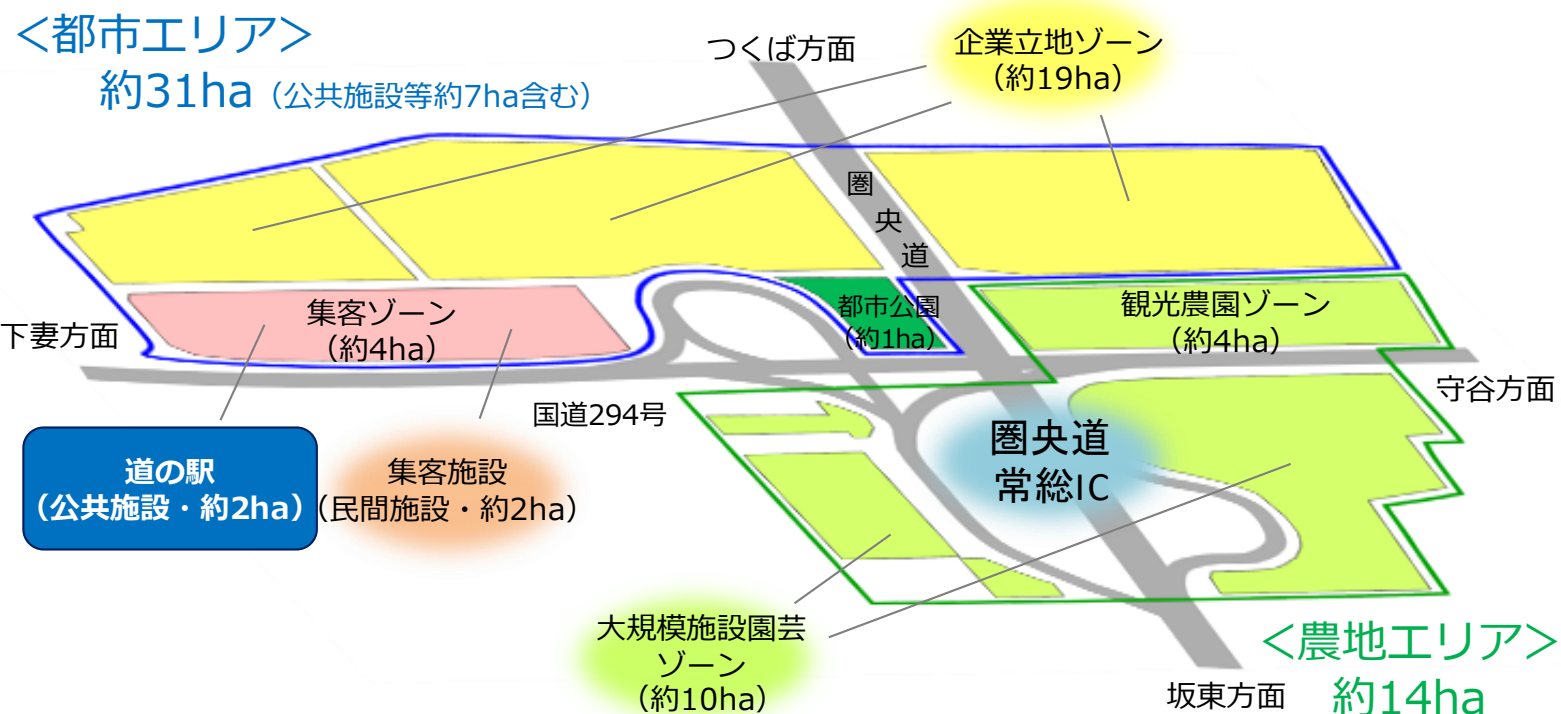 ＜都市エリア＞
約31ha（公共施設等約7ha含む）
つくば方面
企業立地ゾーン
（約19ha）
圏
央
道
都市公園
（約1ha）
観光農園ゾーン
（約4ha）
集客ゾーン
（約4ha）
下妻方面
守谷方面
国道294号
道の駅
（公共施設・約2ha）
集客施設
（民間施設・約2ha）
圏央道
常総IC
大規模施設園芸
ゾーン
（約10ha）
＜農地エリア＞
約14ha
坂東方面